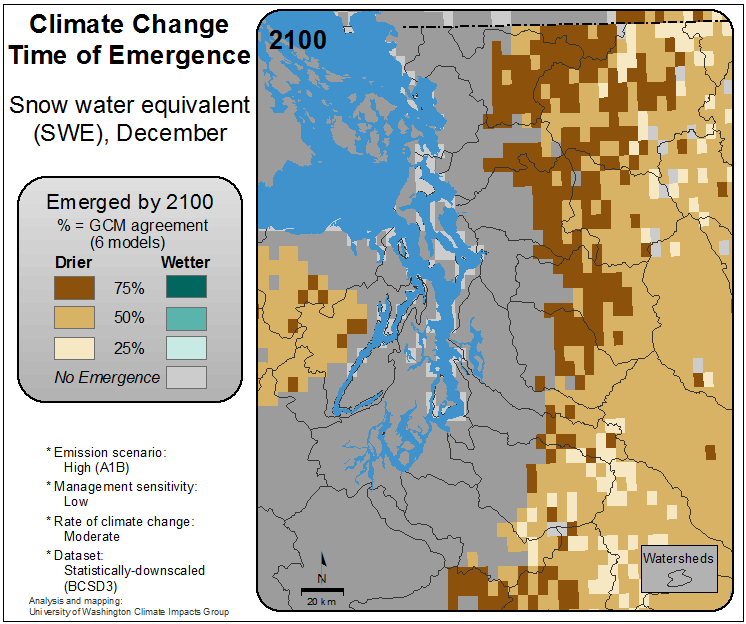 Climate Change
Time of Emergence
Snow water equivalent
(SWE), December
Emerged by 2100
% = GCM agreement
(6 models)
Drier Wetter
75%
50%
25%
No Emergence
* Emission scenario:
High (A1B)
* Management sensitivity:
Low
* Rate of climate change:
Moderate
* Dataset:
Statistically-downscaled
(BCSD3)
Analysis and mapping:
University of Washington Climate Impacts Group
2100
N
20 km
Watersheds